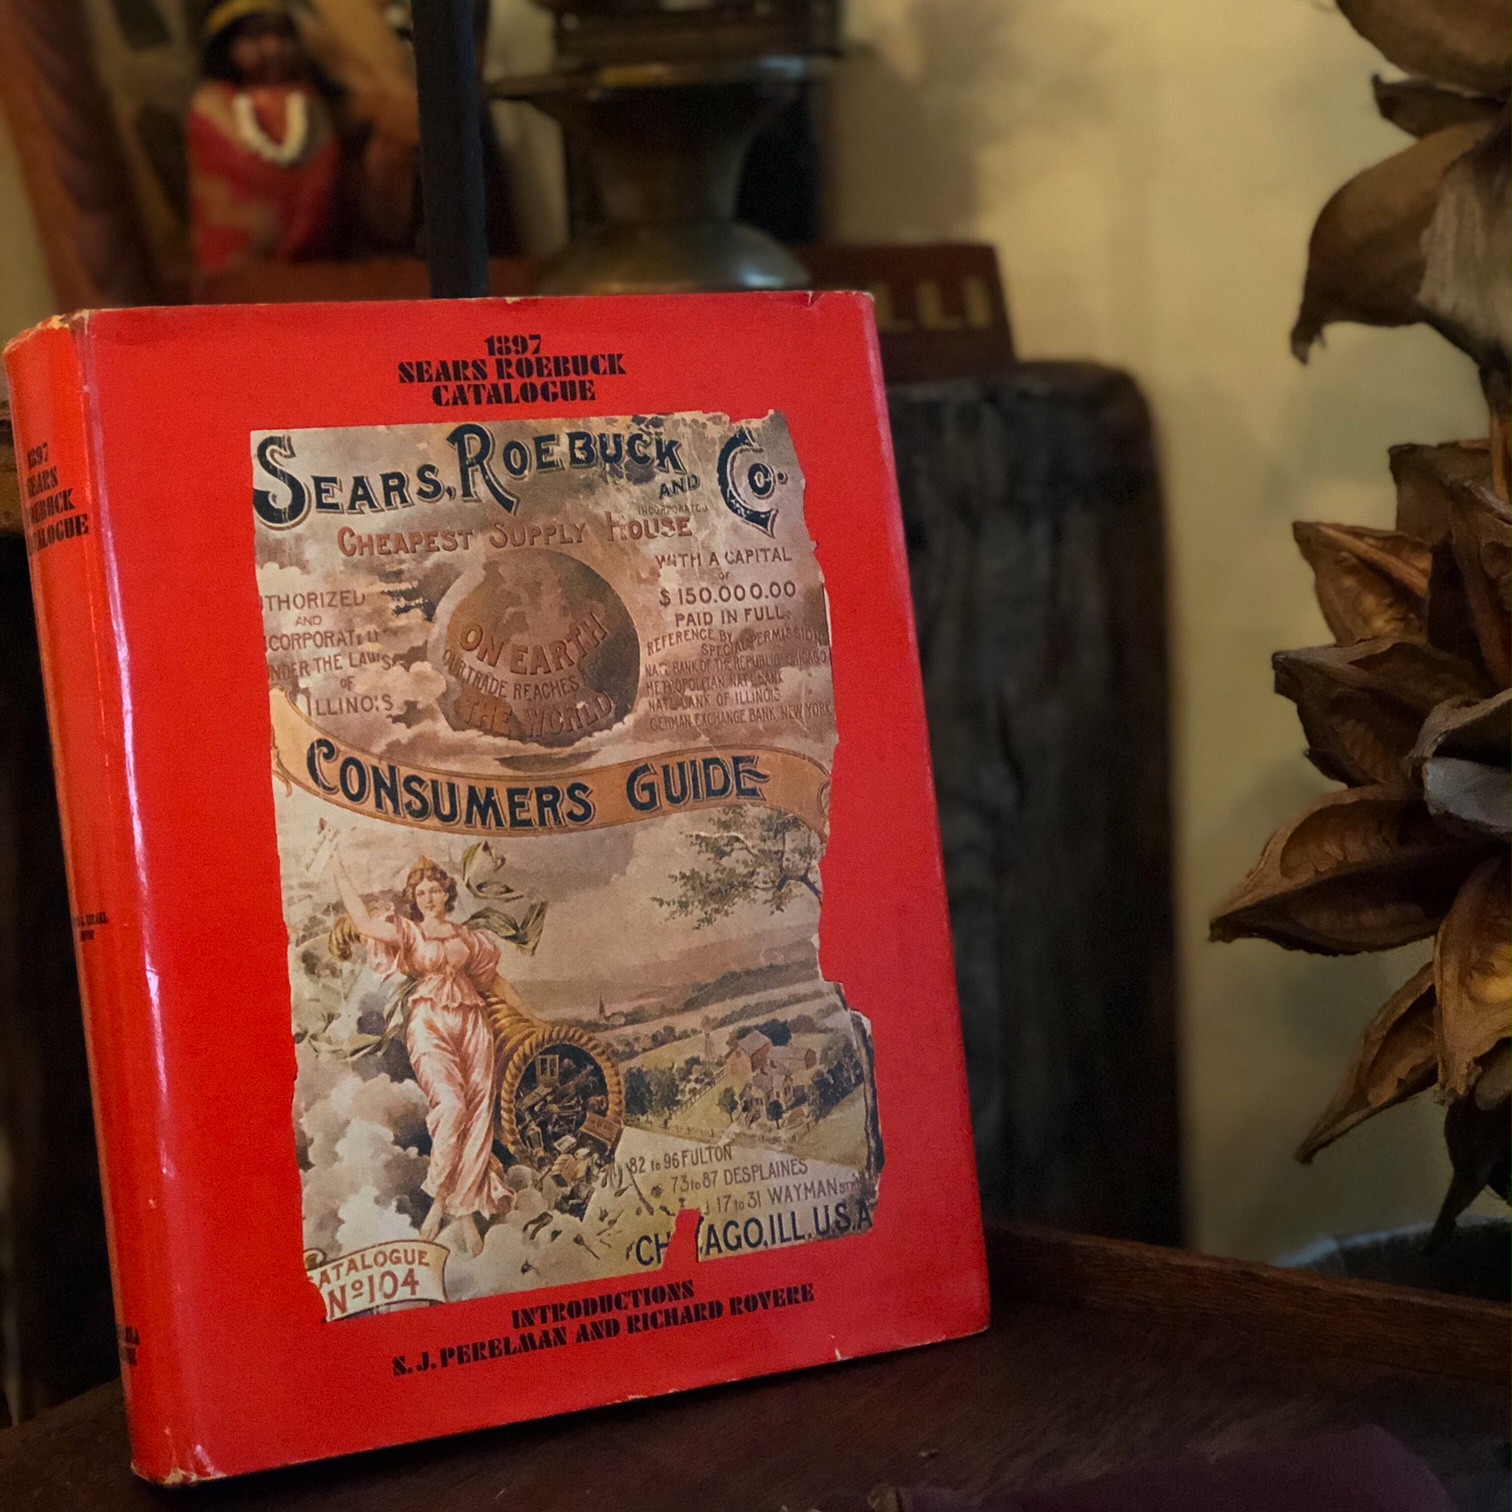 1897
SEARS ROEBUCK
CATALOGUE
SEARS, ROEBUCK AND Co.
INCORPORATED
CHEAPEST SUPPLY HOUSE
ON EARTH
OUR TRADE REACHES
THE WORLD
THORIZED
AND
CORPORATED
NDER THE LAWS
OF
ILLINOIS
WITH A CAPITAL
OF
$150.000.00
PAID IN FULL.
REFERENCE BY SPECIAL PERMISSION
NAT'L BANK OF THE REPUBLIC CHICAGO
METROPOLITAN NAT'L BANK
NAT'L BANK OF ILLINOIS
GERMAN EXCHANGE BANK, NEW YORK
CONSUMERS GUIDE
82 to 96 FULTON
73 to 87 DESPLAINES
17 to 31 WAYMAN STS
CH AGO, ILL. U.S.A
ATALOGUE
No 104
INTRODUCTIONS
S. J. PERELMAN AND RICHARD ROVERE
1897
SEARS
ROEBUCK
CATALOGUE
LLI